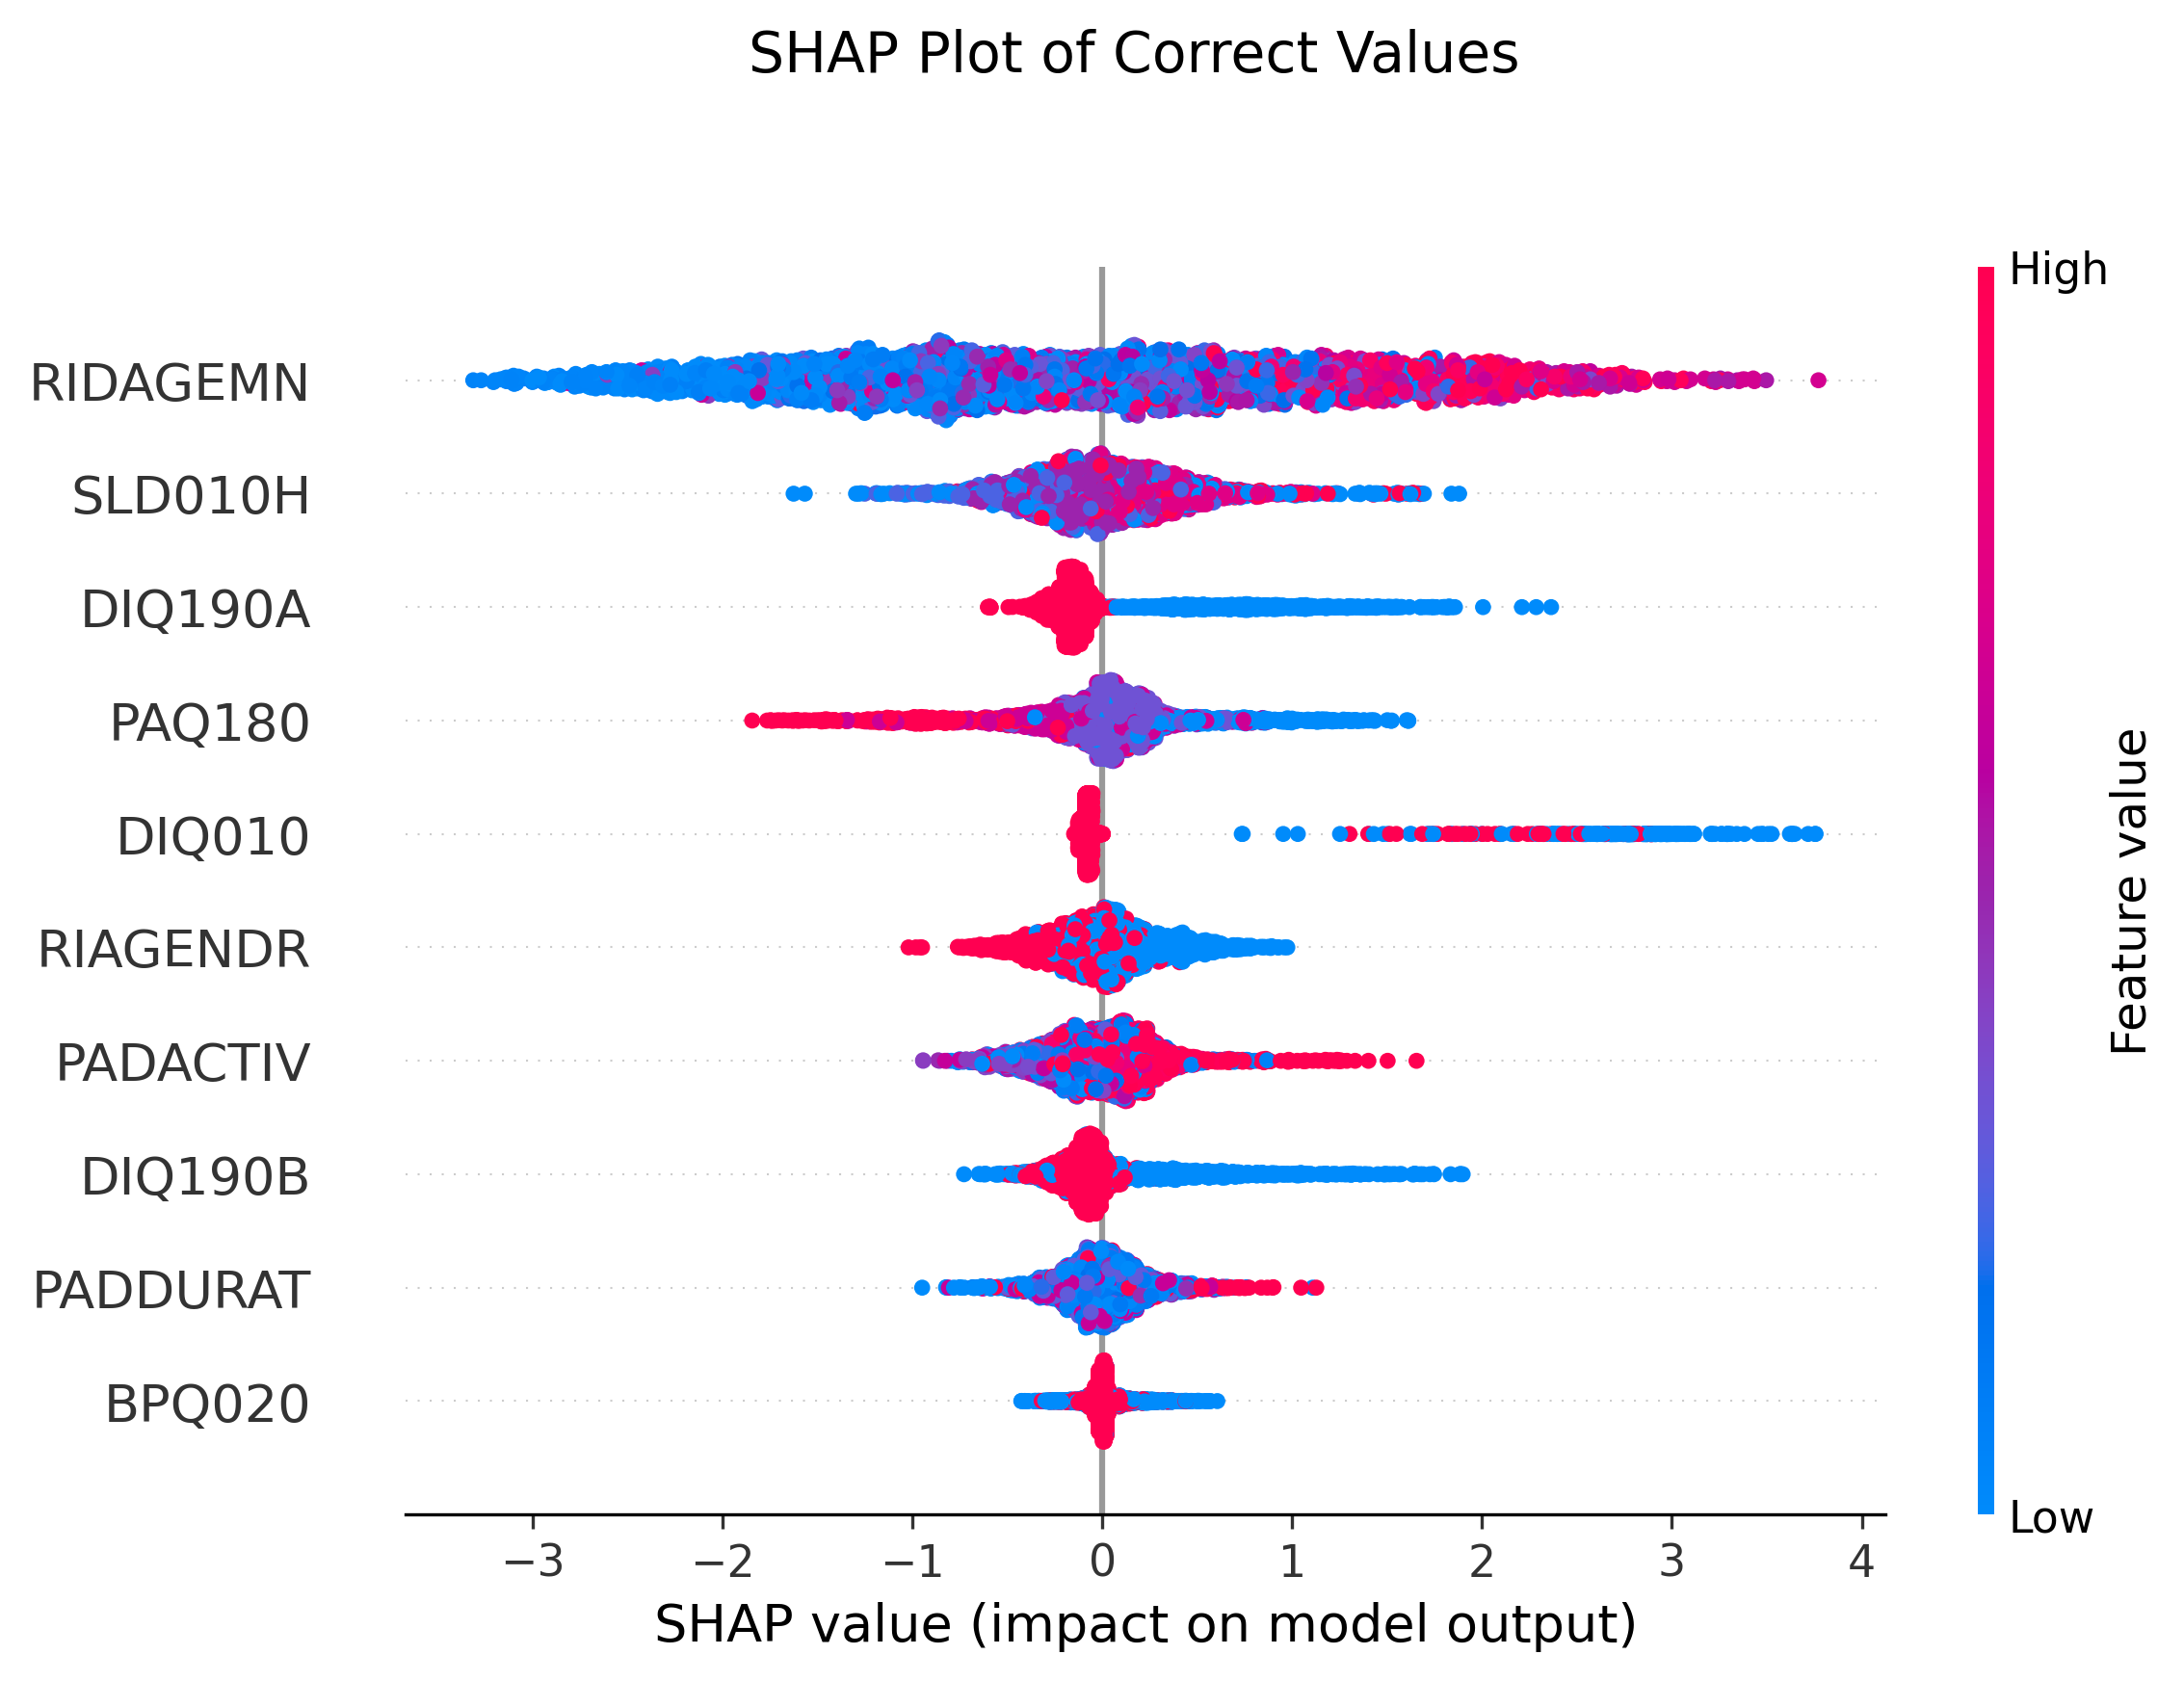 SHAP Plot of Correct Values
High
RIDAGEMN
SLD010H
DIQ190A
PAQ180
DIQ010
RIAGENDR
PADACTIV
DIQ190B
PADDURAT
BPQ020
Feature value
Low
−3 −2 −1 0 1 2 3 4
SHAP value (impact on model output)